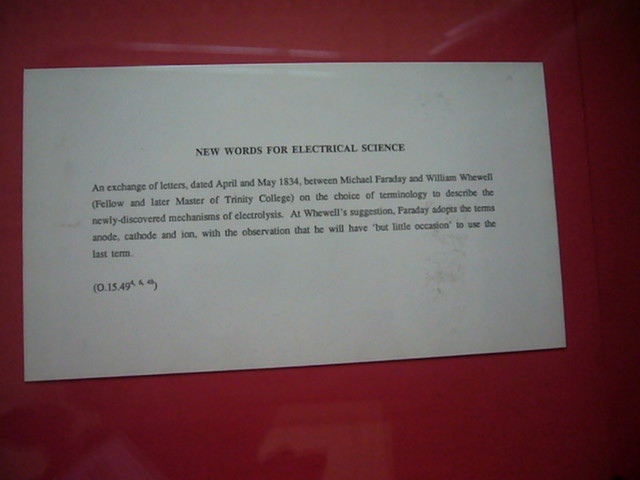 NEW WORDS FOR ELECTRICAL SCIENCE
An exchange of letters, dated April and May 1834, between Michael Faraday and William Whewell
(Fellow and later Master of Trinity College) on the choice of terminology to describe the
newly-discovered mechanisms of electrolysis. At Whewell's suggestion, Faraday adopts the terms
anode, cathode and ion, with the observation that he will have 'but little occasion' to use the
last term.
(O.15.49